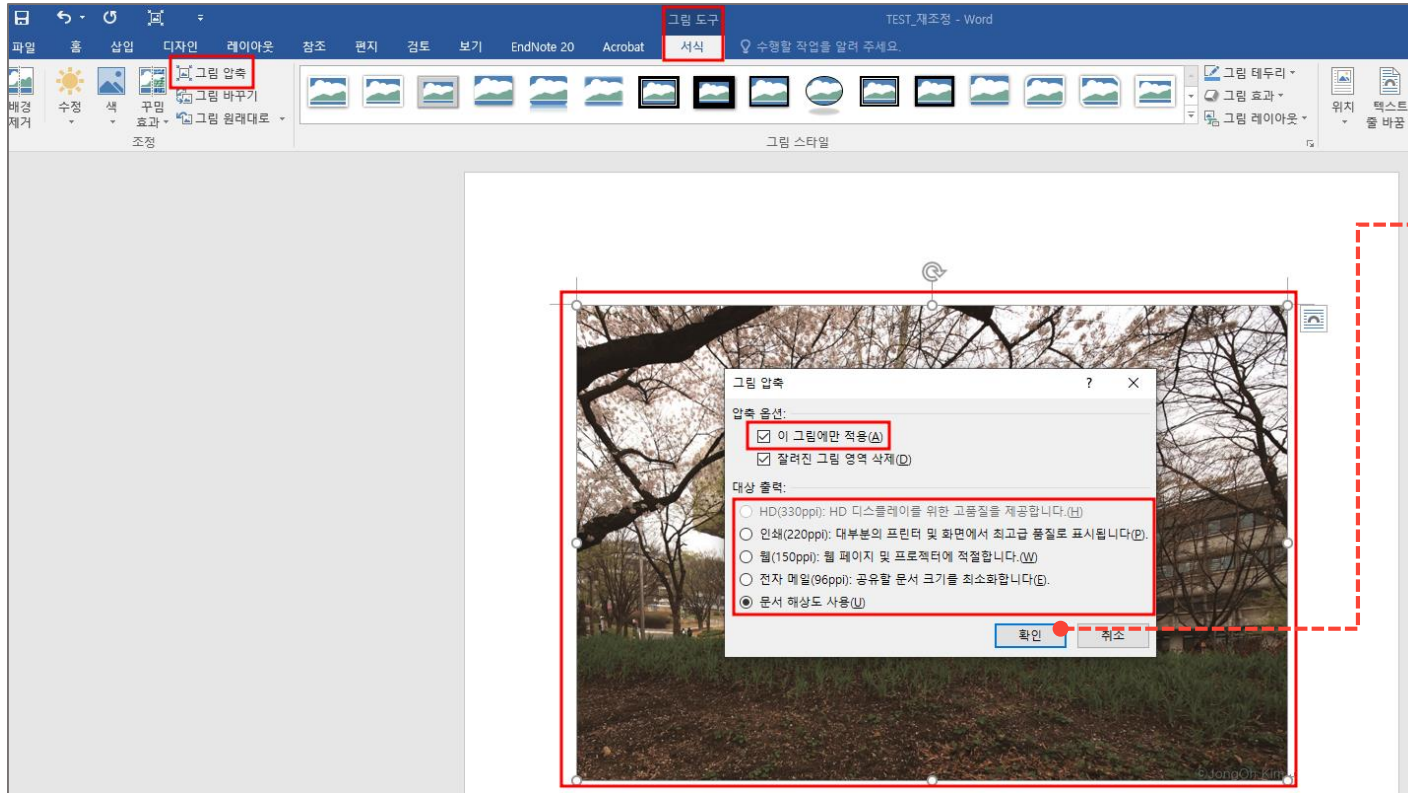 그림 도구
TEST_재조정 - Word
파일 홈 삽입 디자인 레이아웃 참조 편지 검토 보기 EndNote 20 Acrobat 서식 수행할 작업을 알려 주세요.
배경
제거
수정
색
꾸밈
효과
그림 압축
그림 바꾸기
그림 원래대로
조정
그림 스타일
그림 테두리
그림 효과
그림 레이아웃
위치
텍스트
줄 바꿈
그림 압축 ?
압축 옵션:
이 그림에만 적용(A)
잘려진 그림 영역 삭제(D)
대상 출력:
HD(330ppi): HD 디스플레이를 위한 고품질을 제공합니다.(H)
인쇄(220ppi): 대부분의 프린터 및 화면에서 최고급 품질로 표시됩니다(P).
웹(150ppi): 웹 페이지 및 프로젝터에 적절합니다.(W)
전자 메일(96ppi): 공유할 문서 크기를 최소화합니다(E).
문서 해상도 사용(U)
확인 취소
©JongOh Kim